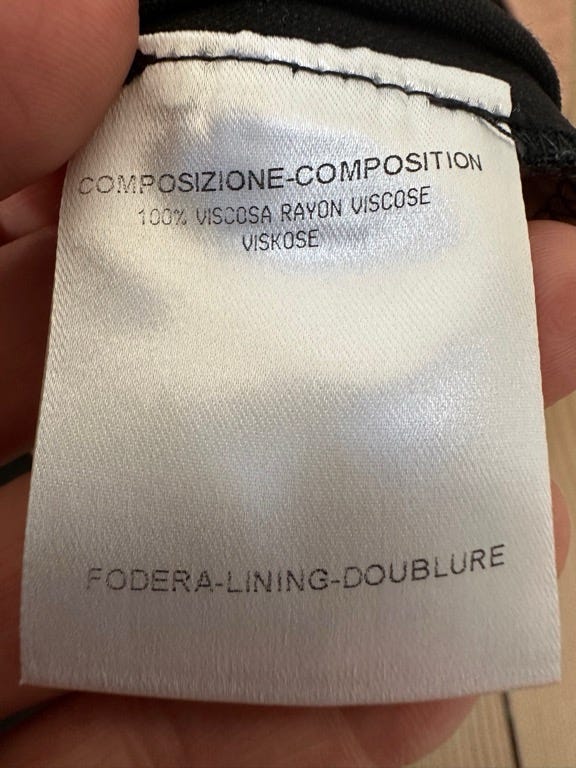 COMPOSIZIONE-COMPOSITION
100% VISCOSA RAYON VISCOSE
VISKOSE
FODERA-LINING-DOUBLURE